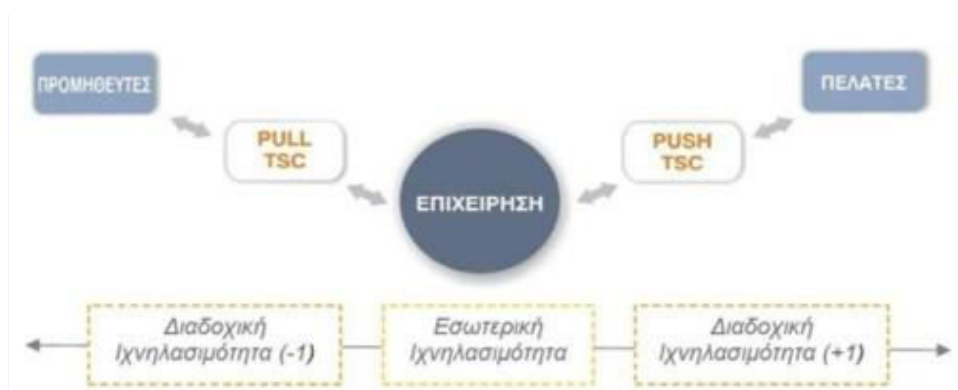 ΠΡΟΜΗΘΕΥΤΕΣ
ΠΕΛΑΤΕΣ
PULL
TSC
PUSH
TSC
ΕΠΙΧΕΙΡΗΣΗ
Διαδοχική
Ιχνηλασιμότητα (-1)
Εσωτερική
Ιχνηλασιμότητα
Διαδοχική
Ιχνηλασιμότητα (+1)